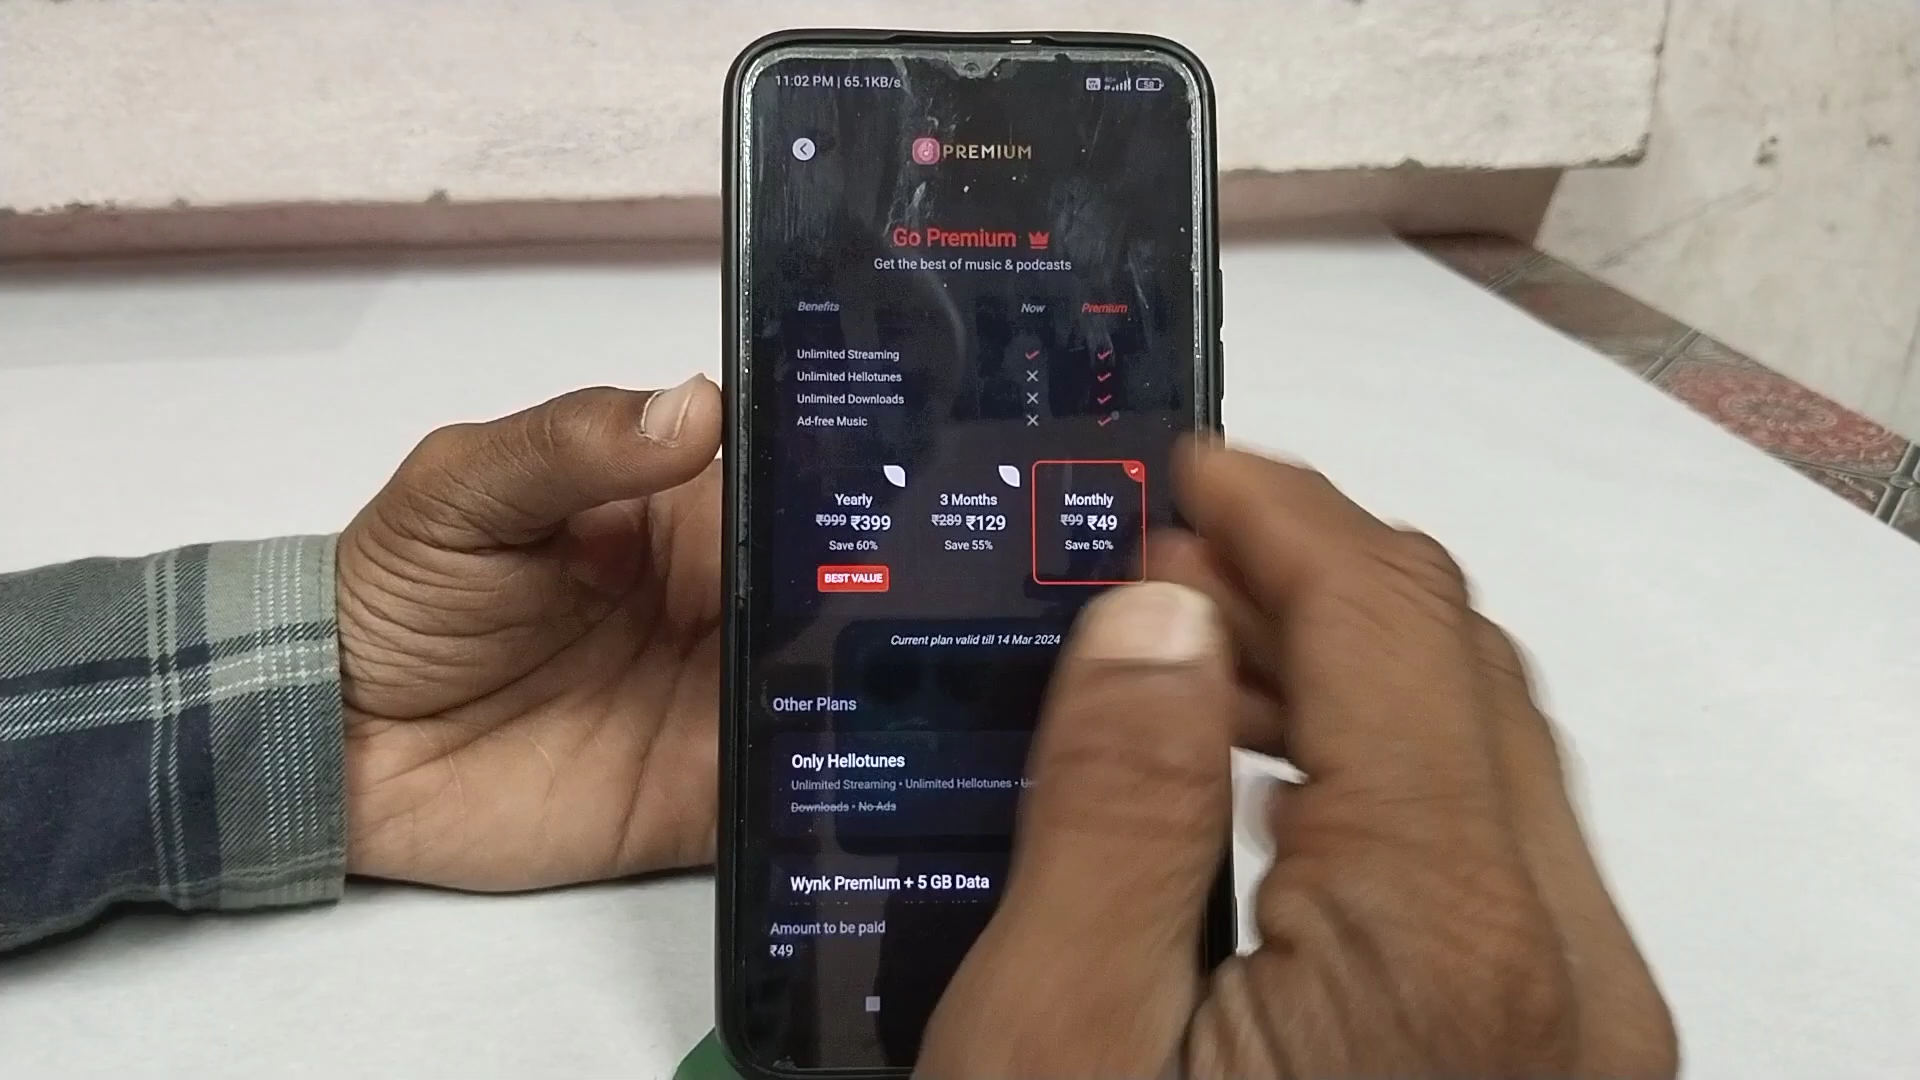 11:02 PM | 65.1KB/s
58
PREMIUM
Go Premium
Get the best of music & podcasts
Benefits Now Premium
Unlimited Streaming
Unlimited Hellotunes
Unlimited Downloads
Ad-free Music
Yearly 3 Months Monthly
₹999 ₹399 ₹289 ₹129 ₹99 ₹49
Save 60% Save 55% Save 50%
BEST VALUE
Current plan valid till 14 Mar 2024
Other Plans
Only Hellotunes
Unlimited Streaming • Unlimited Hellotunes •
Downloads • No Ads
Wynk Premium + 5 GB Data
Amount to be paid
₹49